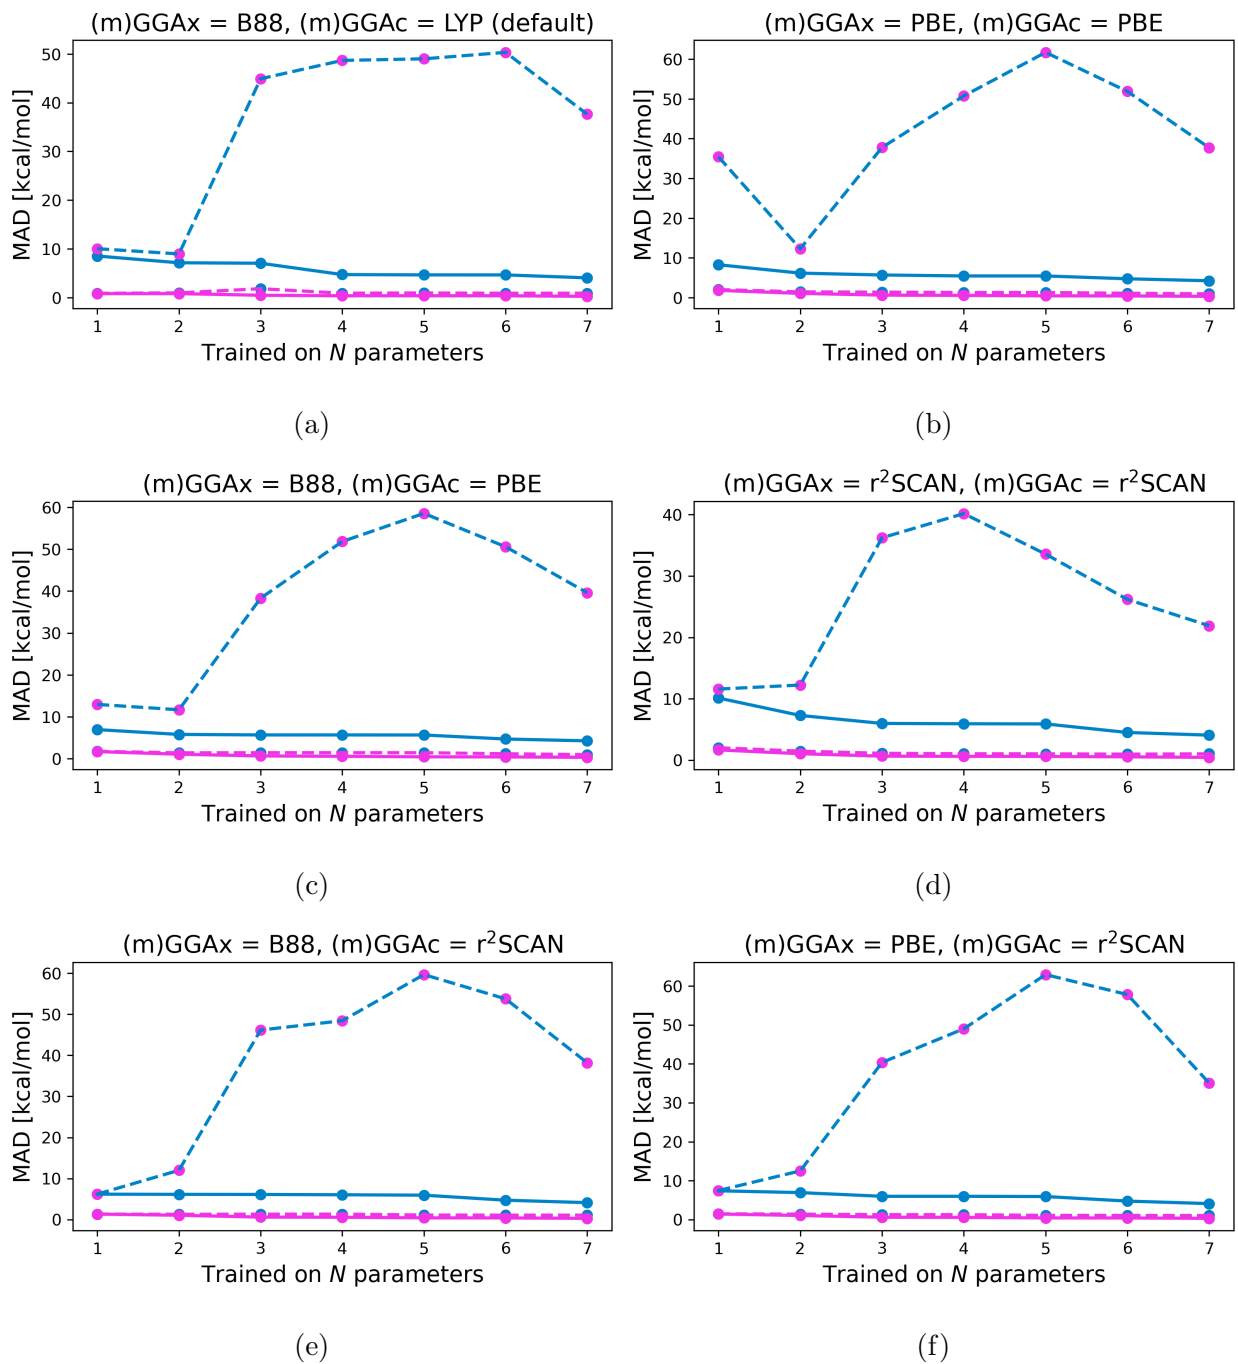 (m)GGAx = B88, (m)GGAc = LYP (default)
MAD [kcal/mol]
50
40
30
20
10
0
1 2 3 4 5 6 7
Trained on N parameters
(a)
(m)GGAx = PBE, (m)GGAc = PBE
MAD [kcal/mol]
60
50
40
30
20
10
0
1 2 3 4 5 6 7
Trained on N parameters
(b)
(m)GGAx = B88, (m)GGAc = PBE
MAD [kcal/mol]
60
50
40
30
20
10
0
1 2 3 4 5 6 7
Trained on N parameters
(c)
(m)GGAx = r²SCAN, (m)GGAc = r²SCAN
MAD [kcal/mol]
40
30
20
10
0
1 2 3 4 5 6 7
Trained on N parameters
(d)
(m)GGAx = B88, (m)GGAc = r²SCAN
MAD [kcal/mol]
60
50
40
30
20
10
0
1 2 3 4 5 6 7
Trained on N parameters
(e)
(m)GGAx = PBE, (m)GGAc = r²SCAN
MAD [kcal/mol]
60
50
40
30
20
10
0
1 2 3 4 5 6 7
Trained on N parameters
(f)